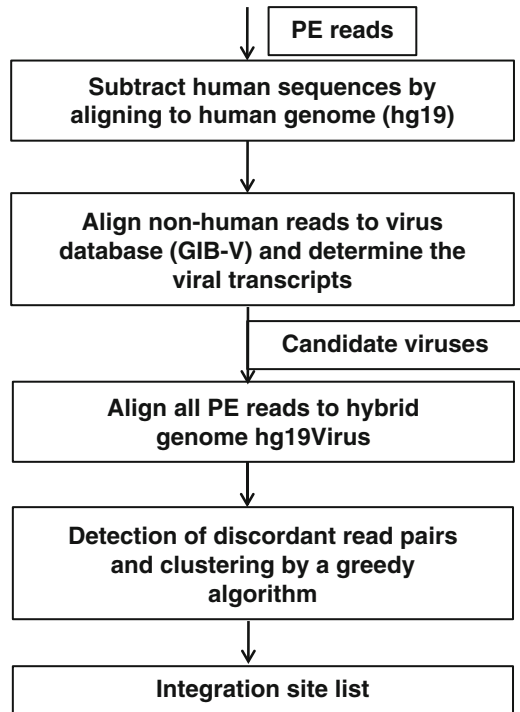 PE reads
Subtract human sequences by
aligning to human genome (hg19)
Align non-human reads to virus
database (GIB-V) and determine the
viral transcripts
Candidate viruses
Align all PE reads to hybrid
genome hg19Virus
Detection of discordant read pairs
and clustering by a greedy
algorithm
Integration site list